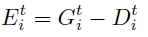 $E_i^t = G_i^t - D_i^t$